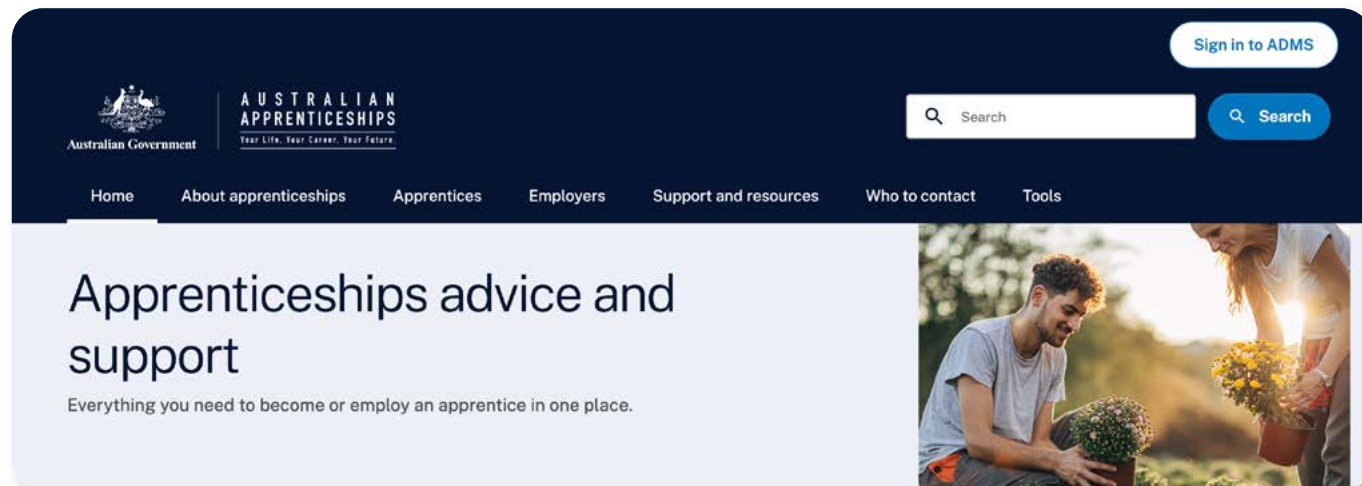 Sign in to ADMS
Australian Government
AUSTRALIAN
APPRENTICESHIPS
Your Life. Your Career. Your Future.
Search
Search
Home About apprenticeships Apprentices Employers Support and resources Who to contact Tools
Apprenticeships advice and
support
Everything you need to become or employ an apprentice in one place.